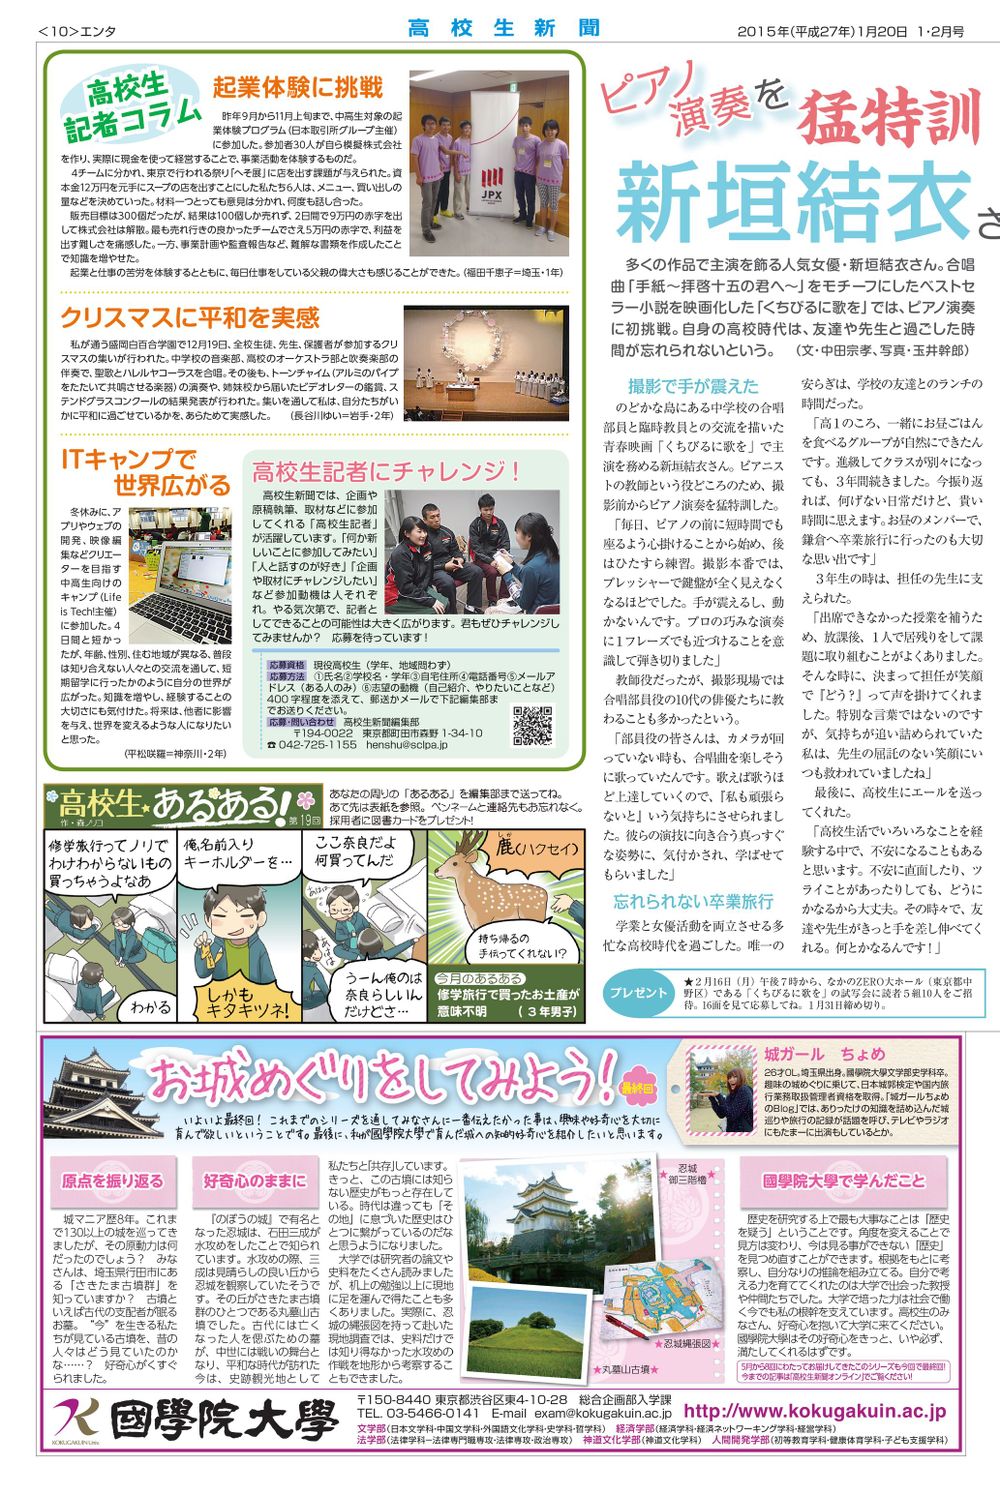 <10>エンタ
高校生新聞
2015年(平成27年)1月20日 1・2月号
高校生
記者コラム
起業体験に挑戦
昨年9月から11月上旬まで、中高生対象の起
業体験プログラム(日本取引所グループ主催)
に参加した。参加者30人が自ら模擬株式会社
を作り、実際に現金を使って経営することで、事業活動を体験するものだ。
4チームに分かれ、東京で行われる祭り「へそ展」に店を出す課題が与えられた。資
本金12万円を元手にスープの店を出すことにした私たち6人は、メニュー、買い出しの
量などを決めていった。材料一つとっても意見は分かれ、何度も話し合った。
販売目標は300個だったが、結果は100個しか売れず、2日間で9万円の赤字を出
して株式会社は解散。最も売れ行きの良かったチームでさえ5万円の赤字で、利益を
出す難しさを痛感した。一方、事業計画や監査報告など、難解な書類を作成したこと
で知識を増やせた。
起業と仕事の苦労を体験するとともに、毎日仕事をしている父親の偉大さも感じることができた。(福田千恵子=埼玉・1年)
JPX
クリスマスに平和を実感
私が通う盛岡白百合学園で12月19日、全校生徒、先生、保護者が参加するクリ
スマスの集いが行われた。中学校の音楽部、高校のオーケストラ部と吹奏楽部の
伴奏で、聖歌とハレルヤコーラスを合唱。その後も、トーンチャイム(アルミのパイプ
をたたいて共鳴させる楽器)の演奏や、姉妹校から届いたビデオレターの鑑賞、ス
テンドグラスコンクールの結果発表が行われた。集いを通して私は、自分たちがい
かに平和に過ごせているかを、あらためて実感した。 (長谷川ゆい=岩手・2年)
ITキャンプで
世界広がる
冬休みに、ア
プリやウェブの
開発、映像編
集などクリエー
ターを目指す
中高生向けの
キャンプ(Life
is Tech!主催)
に参加した。4
日間と短かっ
たが、年齢、性別、住む地域が異なる、普段
は知り合えない人々との交流を通して、短
期留学に行ったかのように自分の世界が
広がった。知識を増やし、経験することの
大切さにも気付けた。将来は、他者に影響
を与え、世界を変えるような人になりたい
と思った。
(平松咲羅=神奈川・2年)
高校生記者にチャレンジ!
高校生新聞では、企画や
原稿執筆、取材などに参加
してくれる「高校生記者」
が活躍しています。「何か新
しいことに参加してみたい」
「人と話すのが好き」「企画
や取材にチャレンジしたい」
など参加動機は人それぞ
れ。やる気次第で、記者とし
てできることの可能性は大きく広がります。君もぜひチャレンジし
てみませんか? 応募を待っています!
応募資格 現役高校生(学年、地域問わず)
応募方法 ①氏名②学校名・学年③自宅住所④電話番号⑤メールア
ドレス(ある人のみ)⑥志望の動機(自己紹介、やりたいことなど)
400字程度を添えて、郵送かメールで下記編集部ま
でお送りください。
応募・問い合わせ 高校生新聞編集部
〒194-0022 東京都町田市森野1-34-10
☎042-725-1155 henshu@sclpa.jp
ピアノ
演奏を
猛特訓
新垣結衣さ
多くの作品で主演を飾る人気女優・新垣結衣さん。合唱
曲「手紙〜拝啓十五の君へ〜」をモチーフにしたベストセ
ラー小説を映画化した「くちびるに歌を」では、ピアノ演奏
に初挑戦。自身の高校時代は、友達や先生と過ごした時
間が忘れられないという。 (文・中田宗孝、写真・玉井幹郎)
撮影で手が震えた
のどかな島にある中学校の合唱
部員と臨時教員との交流を描いた
青春映画「くちびるに歌を」で主
演を務める新垣結衣さん。ピアニス
トの教師という役どころのため、撮
影前からピアノ演奏を猛特訓した。
「毎日、ピアノの前に短時間でも
座るよう心掛けることから始め、後
はひたすら練習。撮影本番では、
プレッシャーで鍵盤が全く見えなく
なるほどでした。手が震えるし、動
かないんです。プロの巧みな演奏
に1フレーズでも近づけることを意
識して弾き切りました」
教師役だったが、撮影現場では
合唱部員役の10代の俳優たちに教
わることも多かったという。
「部員役の皆さんは、カメラが回
っていない時も、合唱曲を楽しそう
に歌っていたんです。歌えば歌うほ
ど上達していくので、『私も頑張ら
ないと』いう気持ちにさせられまし
た。彼らの演技に向き合う真っすぐ
な姿勢に、気付かされ、学ばせて
もらいました」
忘れられない卒業旅行
学業と女優活動を両立させる多
忙な高校時代を過ごした。唯一の
安らぎは、学校の友達とのランチの
時間だった。
「高1のころ、一緒にお昼ごはん
を食べるグループが自然にできたん
です。進級してクラスが別々になっ
ても、3年間続きました。今振り返
れば、何げない日常だけど、貴い
時間に思えます。お昼のメンバーで、
鎌倉へ卒業旅行に行ったのも大切
な思い出です」
3年生の時は、担任の先生に支
えられた。
「出席できなかった授業を補うた
め、放課後、1人で居残りをして課
題に取り組むことがよくありました。
そんな時に、決まって担任が笑顔
で『どう?』って声を掛けてくれま
した。特別な言葉ではないのです
が、気持ちが追い詰められていた
私は、先生の屈託のない笑顔にい
つも救われていましたね」
最後に、高校生にエールを送っ
てくれた。
「高校生活でいろいろなことを経
験する中で、不安になることもある
と思います。不安に直面したり、ツ
ライことがあったりしても、どうに
かなるから大丈夫。その時々で、友
達や先生がきっと手を差し伸べてく
れる。何とかなるんです!」
プレゼント
★2月16日(月)午後7時から、なかのZERO大ホール(東京都中
野区)である「くちびるに歌を」の試写会に読者5組10人をご招
待。16面を見て応募してね。1月31日締め切り。
高校生★あるある!
作・森ノリコ
第19回
あなたの周りの「あるある」を編集部まで送ってね。
あて先は表紙を参照。ペンネームと連絡先もお忘れなく。
採用者に図書カードをプレゼント!
修学旅行ってノリで
わけわからないもの
買っちゃうよなあ
わかる
俺、名前入り
キーホルダーを…
しかも
キタキツネ!
ここ奈良だよ
何買ってんだ
あはは
うーん俺のは
奈良らしいん
だけどさ…
しか
鹿(ハクセイ)
持ち帰るの
手伝ってくれない?
今月のあるある
修学旅行で買ったお土産が
意味不明 (3年男子)
お城めぐりをしてみよう!
最終回
いよいよ最終回! これまでのシリーズを通してみなさんに一番伝えたかった事は、興味や好奇心を大切に
育んで欲しいということです。最後に、私が國學院大學で育んだ城への知的好奇心を紹介したいと思います。
城ガール ちょめ
26才OL。埼玉県出身。國學院大學文学部史学科卒。
趣味の城めぐりに乗じて、日本城郭検定や国内旅
行業務取扱管理者資格を取得。『城ガールちょめ
のBlog』では、ありったけの知識を詰め込んだ城
巡りや旅行の記録が話題を呼び、テレビやラジオ
にもたまーに出演もしているとか。
原点を振り返る
城マニア歴8年。これま
で130以上の城を巡ってき
ましたが、その原動力は何
だったのでしょう? みな
さんは、埼玉県行田市にあ
る「さきたま古墳群」を
知っていますか? 古墳と
いえば古代の支配者が眠る
お墓。“今”を生きる私た
ちが見ている古墳を、昔の
人々はどう見ていたのか
な……? 好奇心がくすぐ
られました。
好奇心のままに
『のぼうの城』で有名と
なった忍城は、石田三成が
水攻めをしたことで知られ
ています。水攻めの際、三
成は見晴らしの良い丘から
忍城を観察していたそうで
す。その丘がさきたま古墳
群のひとつである丸墓山古
墳でした。古代には亡く
なった人を偲ぶための墓
が、中世には戦いの舞台と
なり、平和な時代が訪れた
今は、史跡観光地として
私たちと「共存」しています。
きっと、この古墳には知ら
ない歴史がもっと存在して
いる。時代は違っても「そ
の地」に息づいた歴史はひ
とつに繋がっているのだな
と思うようになりました。
大学では研究者の論文や
史料をたくさん読みました
が、机上の勉強以上に現地
に足を運んで得たことも多
くありました。実際に、忍
城の縄張図を持って赴いた
現地調査では、史料だけで
は知り得なかった水攻めの
作戦を地形から考察するこ
ともできました。
★忍城
御三階櫓★
忍城縄張図★
★丸墓山古墳★
國學院大學で学んだこと
歴史を研究する上で最も大事なことは「歴史
を疑う」ということです。角度を変えることで
見方は変わり、今は見る事ができない「歴史」
を見つめ直すことができます。根拠をもとに考
察し、自分なりの推論を組み立てる。自分で考
える力を育ててくれたのは大学で出会った教授
や仲間たちでした。大学で培った力は社会で働
く今でも私の根幹を支えています。高校生のみ
なさん、好奇心を抱いて大学に来てください。
國學院大學はその好奇心をきっと、いや必ず、
満たしてくれるはずです。
5月から8回にわたってお届けしてきたこのシリーズも今回で最終回!
今までの記事は「高校生新聞オンライン」でご覧ください!
KOKUGAKUIN Univ.
國學院大學
〒150-8440 東京都渋谷区東4-10-28 総合企画部入学課
TEL. 03-5466-0141 E-mail exam@kokugakuin.ac.jp
http://www.kokugakuin.ac.jp
文学部(日本文学科・中国文学科・外国語文化学科・史学科・哲学科) 経済学部(経済学科・経済ネットワーキング学科・経営学科)
法学部(法律学科―法律専門職専攻・法律専攻・政治専攻) 神道文化学部(神道文化学科) 人間開発学部(初等教育学科・健康体育学科・子ども支援学科)